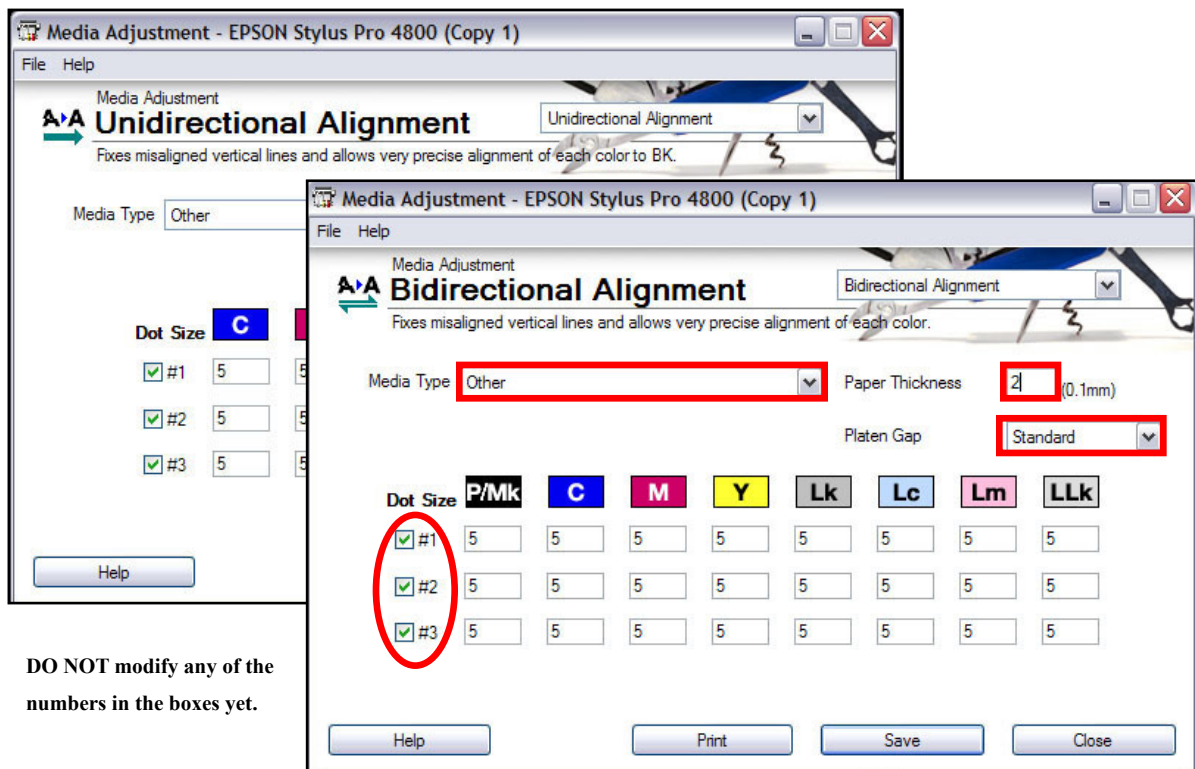 Media Adjustment - EPSON Stylus Pro 4800 (Copy 1)
File Help
Media Adjustment
A A Unidirectional Alignment
Unidirectional Alignment
Fixes misaligned vertical lines and allows very precise alignment of each color to BK.
Media Type Other
Dot Size C
#1 5 5
#2 5 5
#3 5 5
Help
DO NOT modify any of the
numbers in the boxes yet.
Media Adjustment - EPSON Stylus Pro 4800 (Copy 1)
File Help
Media Adjustment
A A Bidirectional Alignment
Bidirectional Alignment
Fixes misaligned vertical lines and allows very precise alignment of each color.
Media Type Other Paper Thickness 2 (0.1mm)
Platen Gap Standard
Dot Size P/Mk C M Y Lk Lc Lm LLk
#1 5 5 5 5 5 5 5 5
#2 5 5 5 5 5 5 5 5
#3 5 5 5 5 5 5 5 5
Help Print Save Close